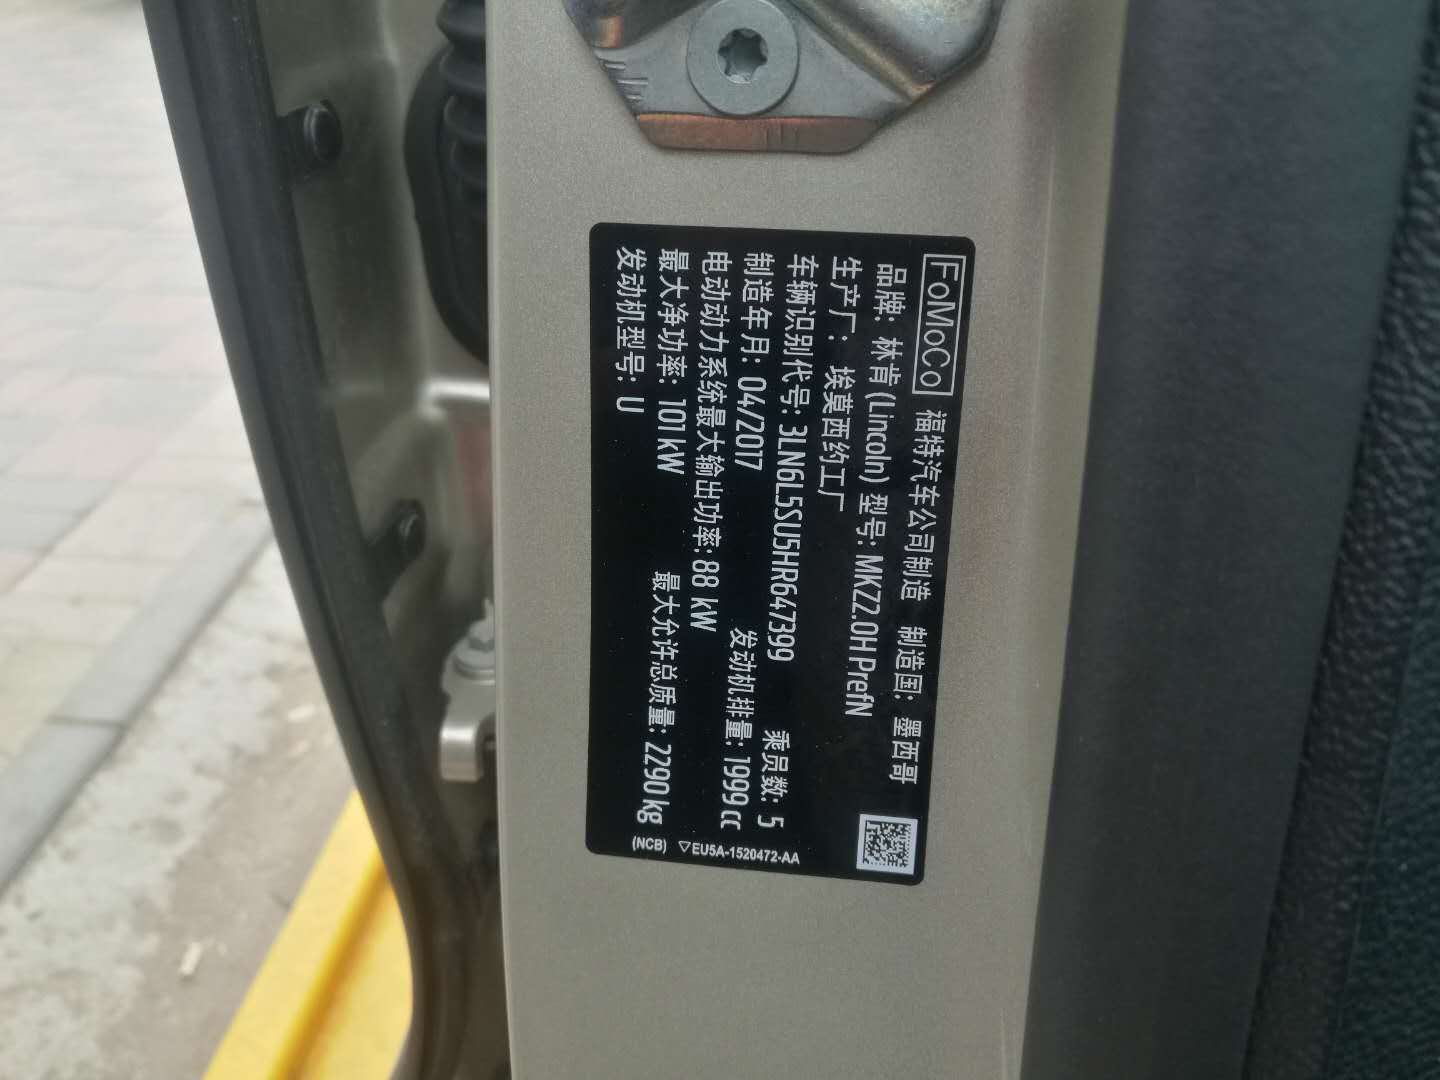 FoMoCo 福特汽车公司制造 制造国: 墨西哥
品牌: 林肯 (Lincoln) 型号: MKZ2.0H PrefN
生产厂: 埃莫西约工厂
车辆识别代号: 3LN6L5SU5HR647399 乘员数: 5
制造年月: 04/2017 发动机排量: 1999 cc
电动动力系统最大输出功率: 88 kW
最大净功率: 101 kW 最大允许总质量: 2290 kg
发动机型号: U
(NCB) ▽EU5A-1520472-AA